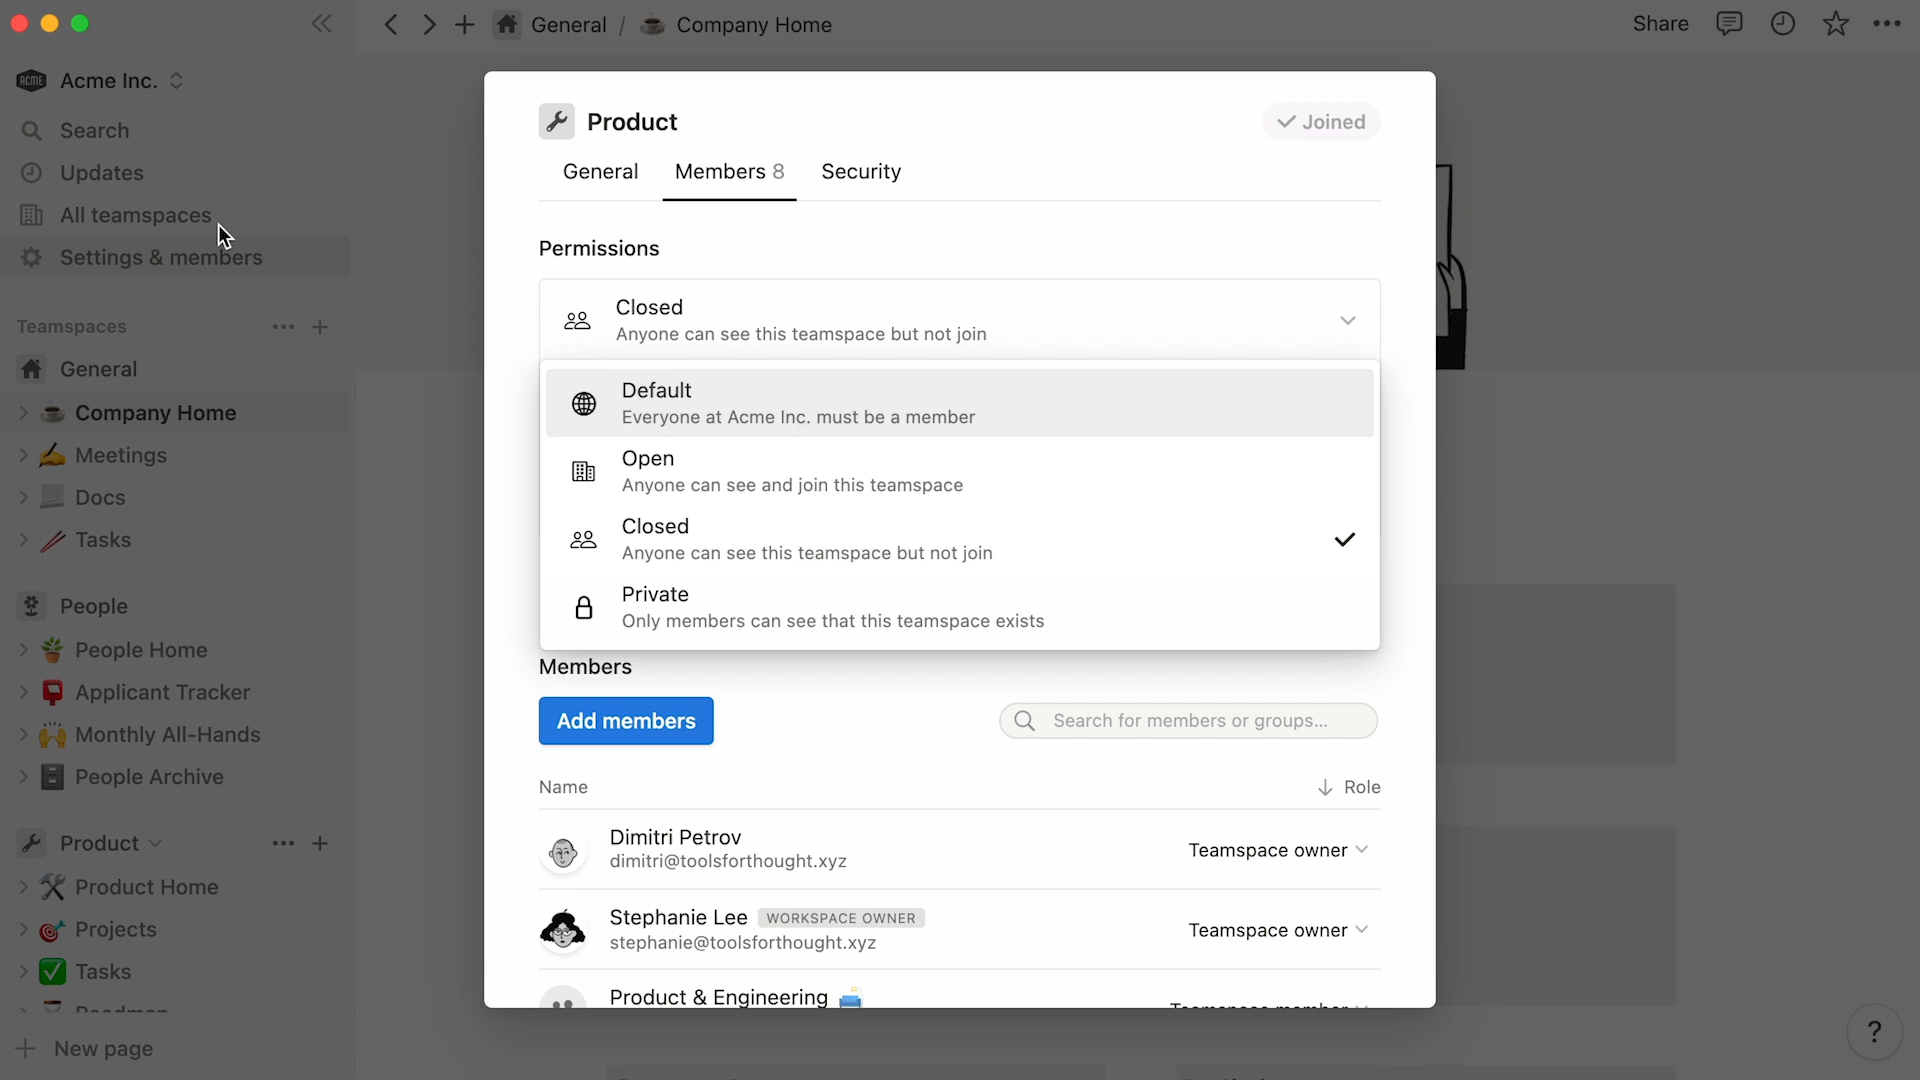 General / Company Home
Share
ACME Acme Inc.
Search
Updates
All teamspaces
Settings & members
Teamspaces
General
Company Home
Meetings
Docs
Tasks
People
People Home
Applicant Tracker
Monthly All-Hands
People Archive
Product
Product Home
Projects
Tasks
Roadmap
New page
Product
Joined
General
Members 8
Security
Permissions
Closed
Anyone can see this teamspace but not join
Default
Everyone at Acme Inc. must be a member
Open
Anyone can see and join this teamspace
Closed
Anyone can see this teamspace but not join
Private
Only members can see that this teamspace exists
Members
Add members
Search for members or groups...
Name
Role
Dimitri Petrov
dimitri@toolsforthought.xyz
Teamspace owner
Stephanie Lee WORKSPACE OWNER
stephanie@toolsforthought.xyz
Teamspace owner
Product & Engineering
Teamspace member
?